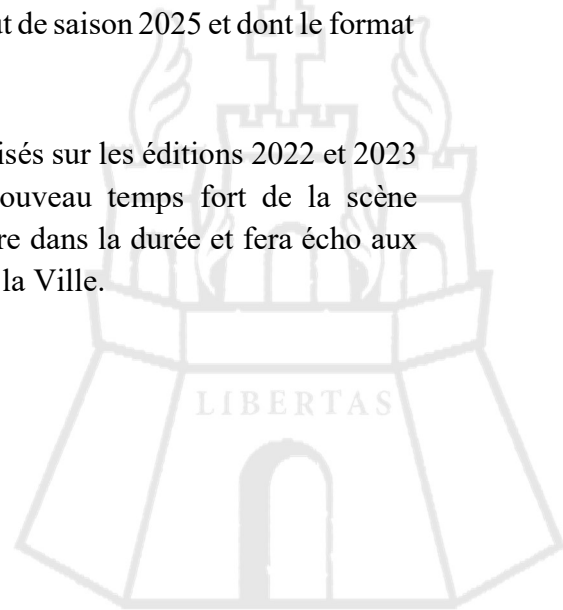 ut de saison 2025 et dont le format
isés sur les éditions 2022 et 2023
ouveau temps fort de la scène
re dans la durée et fera écho aux
la Ville.
LIBERTAS